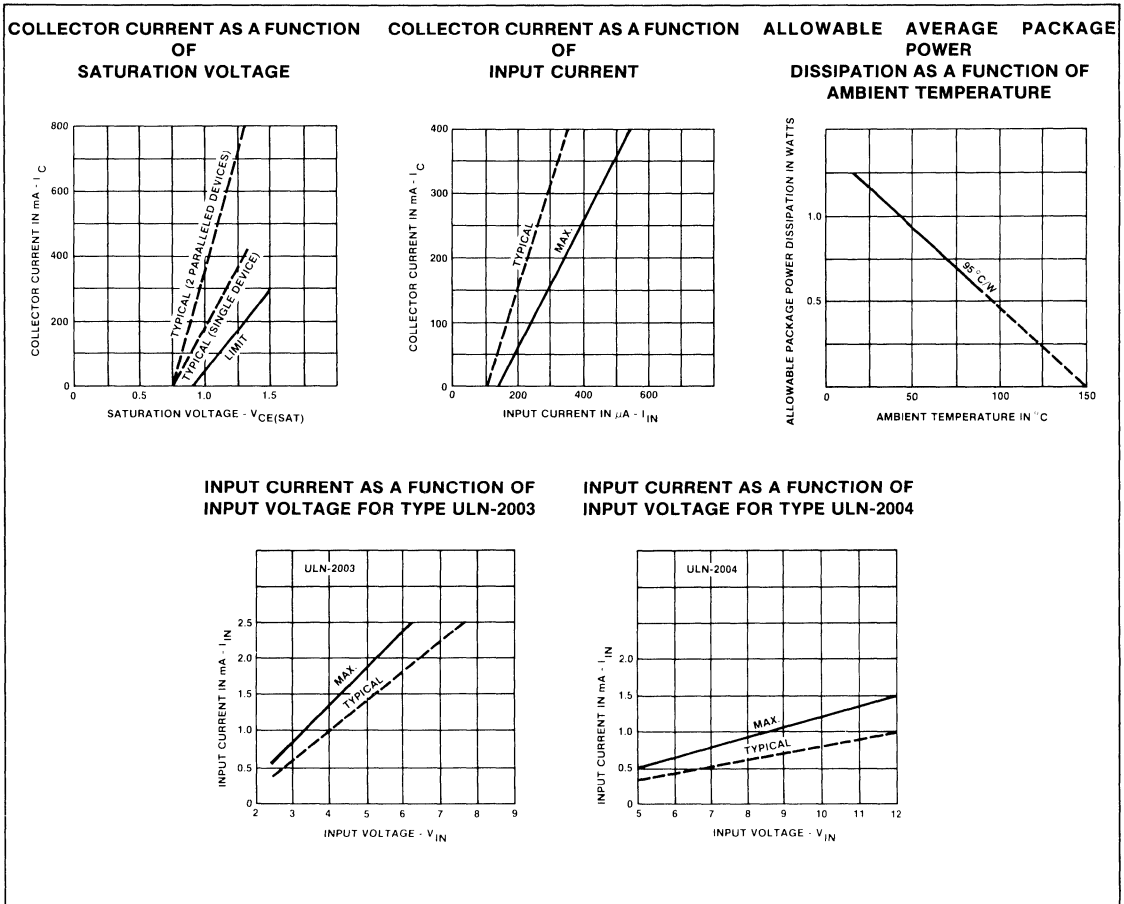 COLLECTOR CURRENT AS A FUNCTION
OF
SATURATION VOLTAGE
800
600
400
200
0
COLLECTOR CURRENT IN mA - I C
TYPICAL (2 PARALLELED DEVICES)
TYPICAL (SINGLE DEVICE)
LIMIT
0 0.5 1.0 1.5
SATURATION VOLTAGE - VCE(SAT)
COLLECTOR CURRENT AS A FUNCTION
OF
INPUT CURRENT
400
300
200
100
0
COLLECTOR CURRENT IN mA - IC
TYPICAL
MAX.
0 200 400 600
INPUT CURRENT IN μA - IIN
ALLOWABLE AVERAGE PACKAGE
POWER
DISSIPATION AS A FUNCTION OF
AMBIENT TEMPERATURE
ALLOWABLE PACKAGE POWER DISSIPATION IN WATTS
1.0
0.5
95°C/W
0 50 100 150
AMBIENT TEMPERATURE IN °C
INPUT CURRENT AS A FUNCTION OF
INPUT VOLTAGE FOR TYPE ULN-2003
ULN-2003
2.5
2.0
1.5
1.0
0.5
0
INPUT CURRENT IN mA - IIN
MAX.
TYPICAL
2 3 4 5 6 7 8 9
INPUT VOLTAGE - VIN
INPUT CURRENT AS A FUNCTION OF
INPUT VOLTAGE FOR TYPE ULN-2004
ULN-2004
2.0
1.5
1.0
0.5
0
INPUT CURRENT IN mA - IIN
MAX.
TYPICAL
5 6 7 8 9 10 11 12
INPUT VOLTAGE - VIN